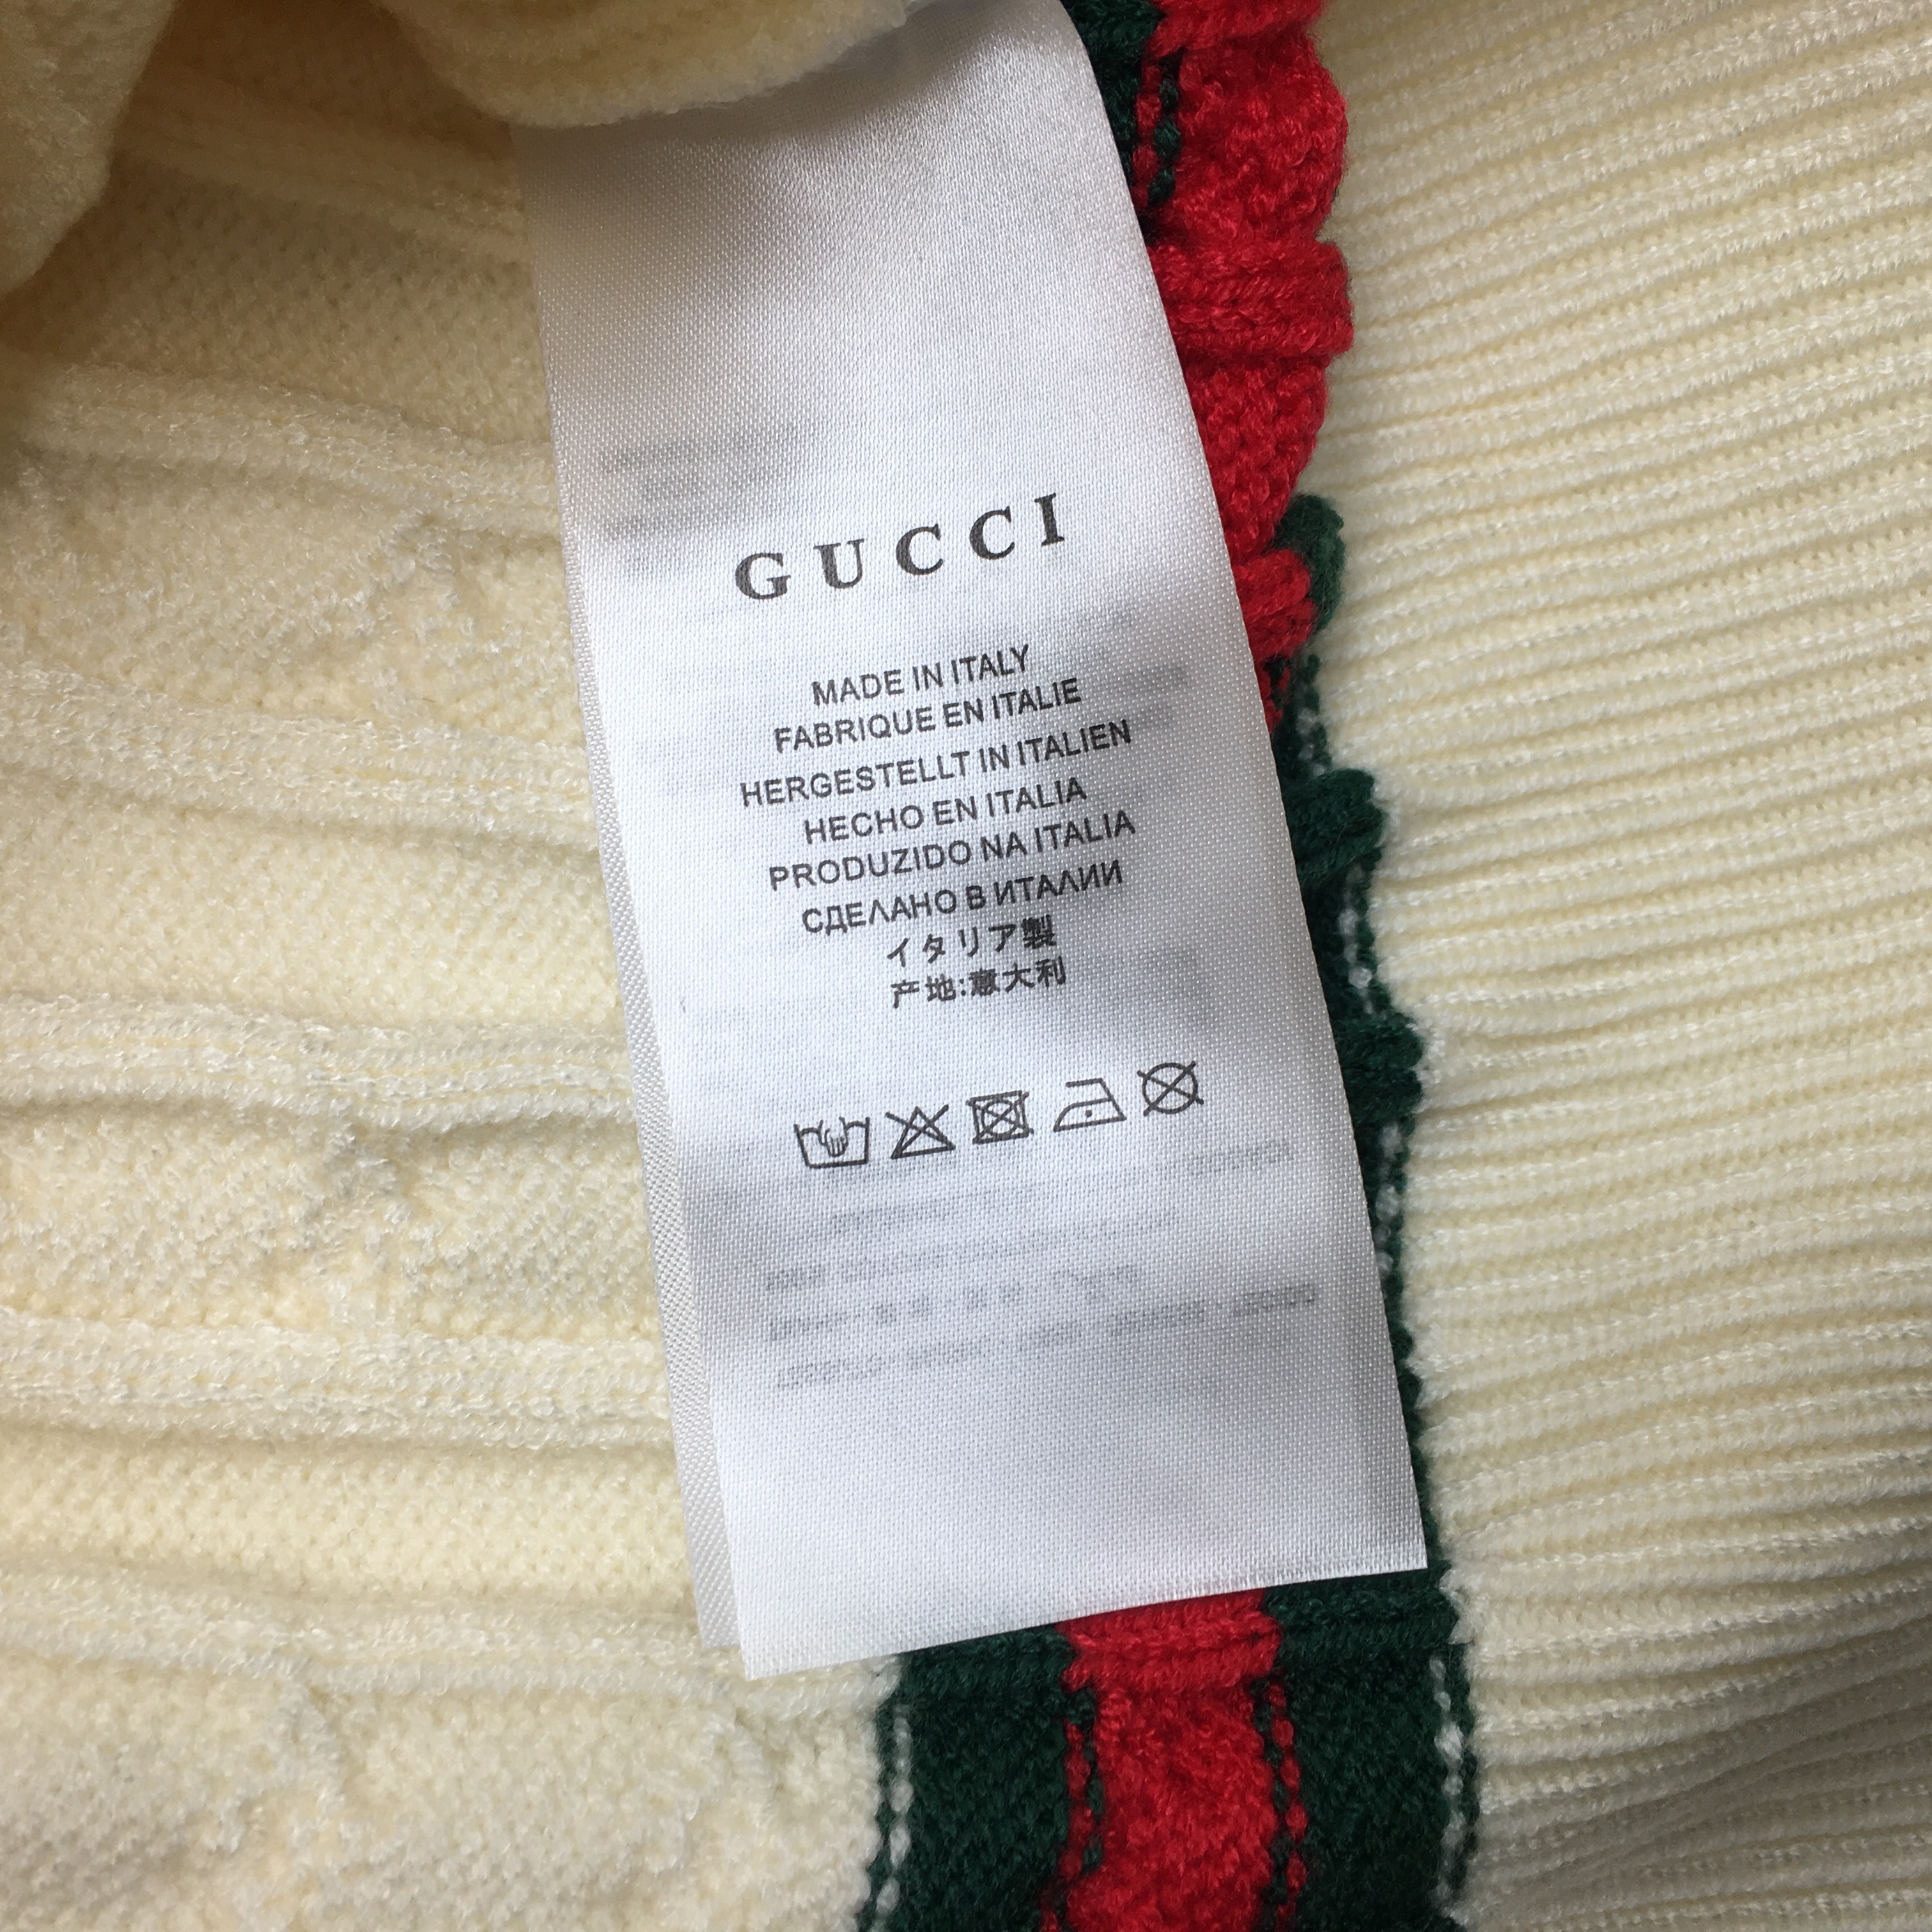 GUCCI
MADE IN ITALY
FABRIQUE EN ITALIE
HERGESTELLT IN ITALIEN
HECHO EN ITALIA
PRODUZIDO NA ITALIA
СДЕЛАНО В ИТАЛИИ
イタリア製
产地:意大利